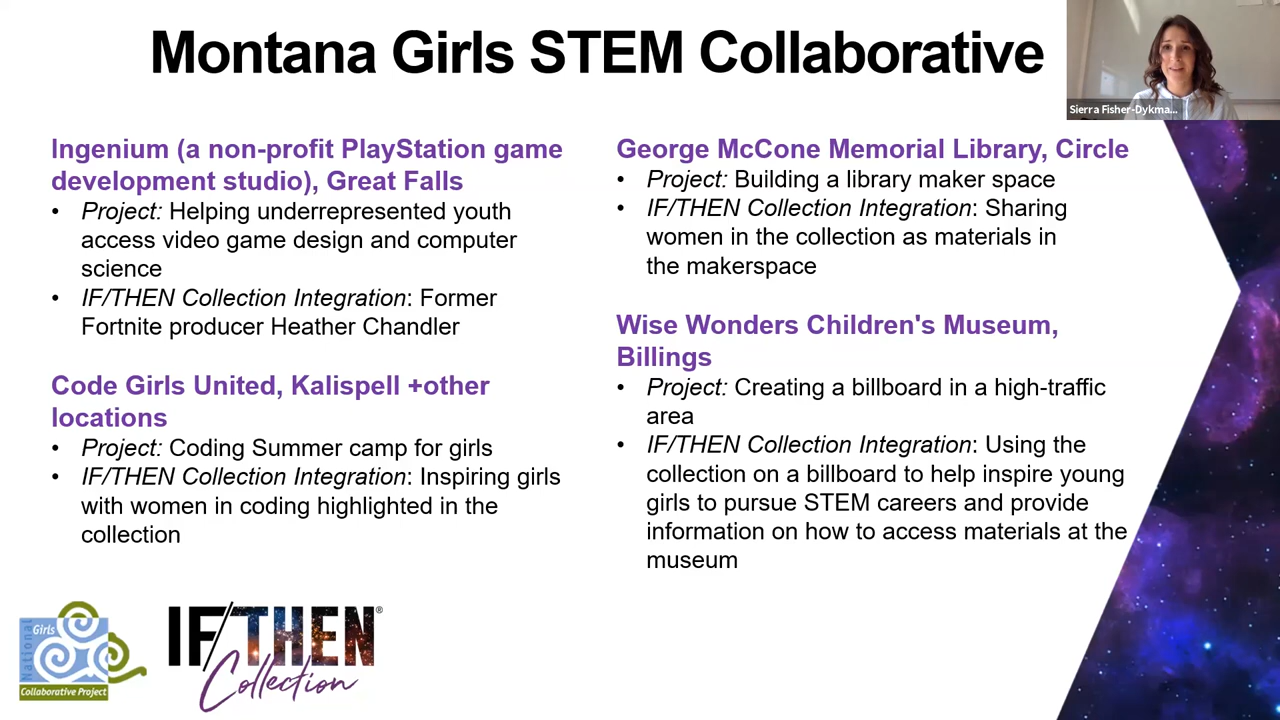 Montana Girls STEM Collaborative
Sierra Fisher-Dykma...
Ingenium (a non-profit PlayStation game
development studio), Great Falls
• Project: Helping underrepresented youth
access video game design and computer
science
• IF/THEN Collection Integration: Former
Fortnite producer Heather Chandler
Code Girls United, Kalispell +other
locations
• Project: Coding Summer camp for girls
• IF/THEN Collection Integration: Inspiring girls
with women in coding highlighted in the
collection
George McCone Memorial Library, Circle
• Project: Building a library maker space
• IF/THEN Collection Integration: Sharing
women in the collection as materials in
the makerspace
Wise Wonders Children's Museum,
Billings
• Project: Creating a billboard in a high-traffic
area
• IF/THEN Collection Integration: Using the
collection on a billboard to help inspire young
girls to pursue STEM careers and provide
information on how to access materials at the
museum
National
Girls
Collaborative Project
IF/THEN®
Collection